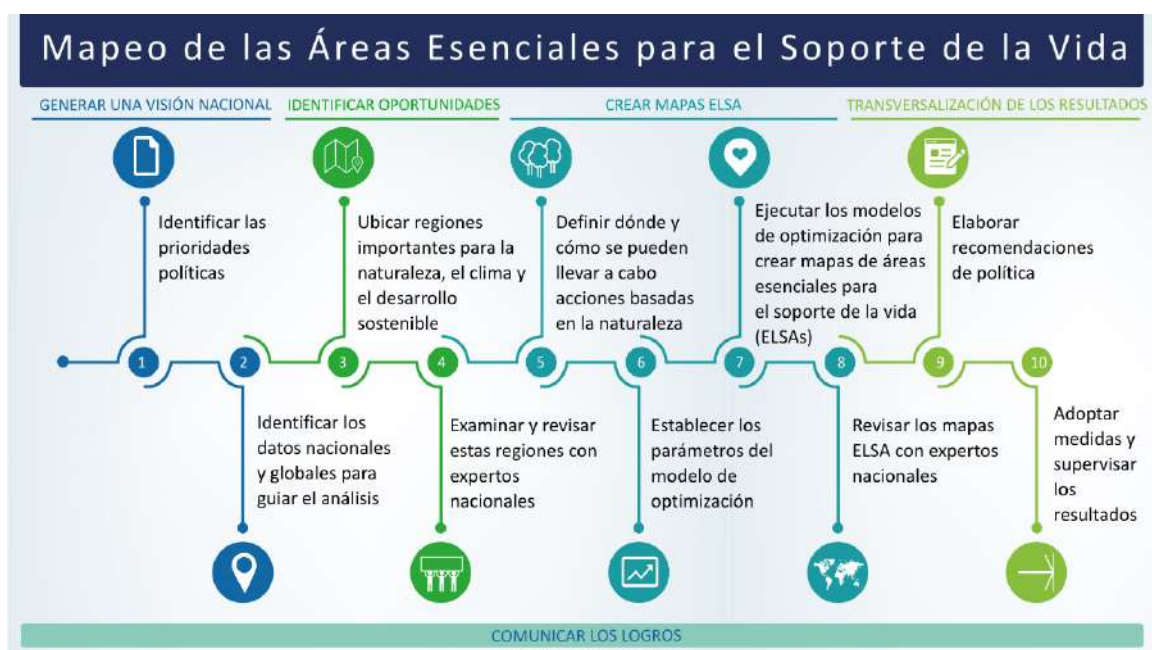 Mapeo de las Áreas Esenciales para el Soporte de la Vida
GENERAR UNA VISIÓN NACIONAL
IDENTIFICAR OPORTUNIDADES
CREAR MAPAS ELSA
TRANSVERSALIZACIÓN DE LOS RESULTADOS
Identificar las
prioridades
políticas
Ubicar regiones
importantes para la
naturaleza, el clima y
el desarrollo
sostenible
Definir dónde y
cómo se pueden
llevar a cabo
acciones basadas
en la naturaleza
Ejecutar los modelos
de optimización para
crear mapas de áreas
esenciales para
el soporte de la vida
(ELSAs)
Elaborar
recomendaciones
de política
1
2
3
4
5
6
7
8
9
10
Identificar los
datos nacionales
y globales para
guiar el análisis
Examinar y revisar
estas regiones con
expertos
nacionales
Establecer los
parámetros del
modelo de
optimización
Revisar los mapas
ELSA con expertos
nacionales
Adoptar
medidas y
supervisar
los
resultados
COMUNICAR LOS LOGROS